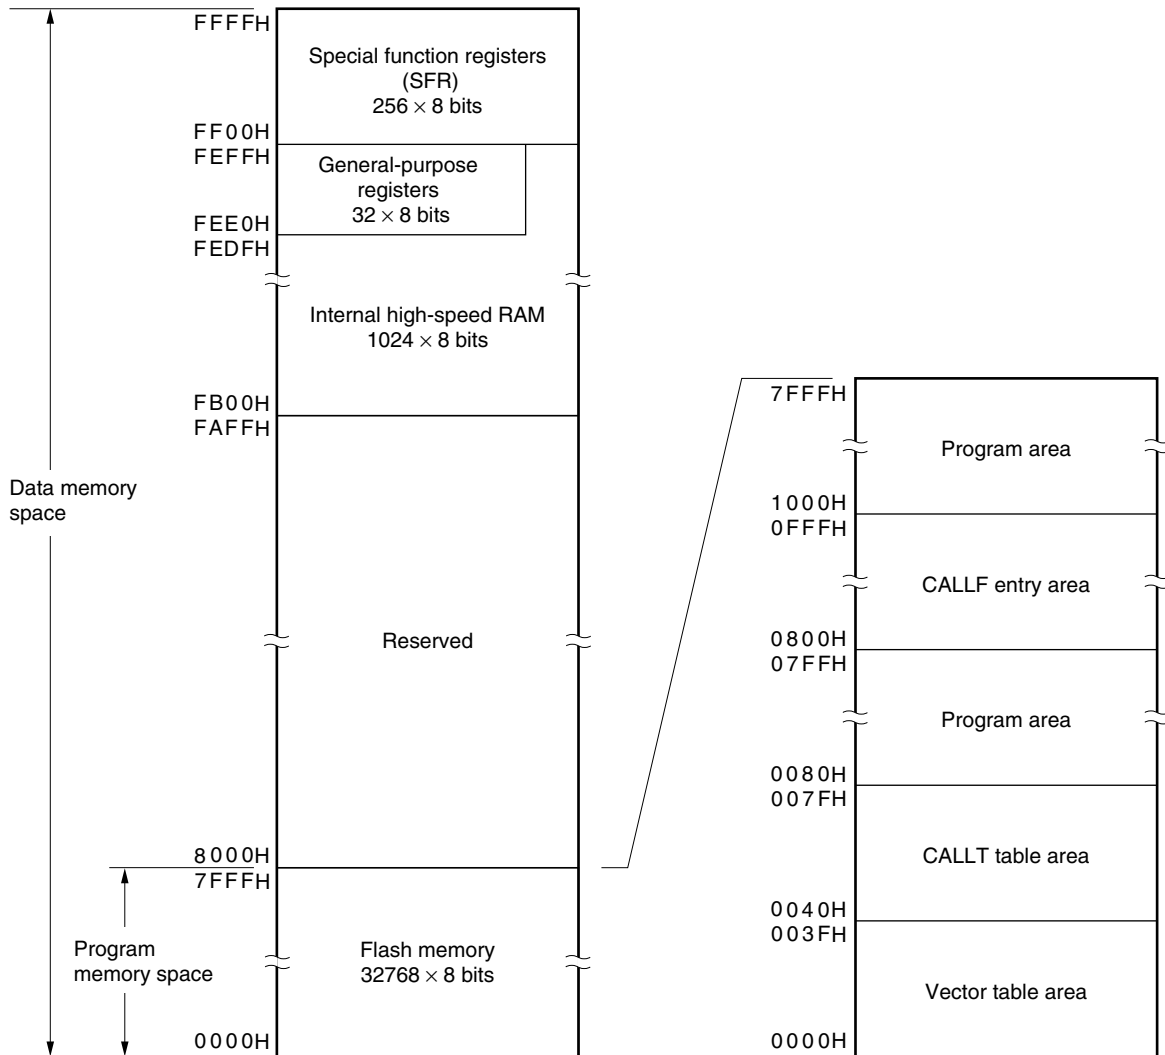 FFFFH
Special function registers
(SFR)
256 × 8 bits
FF00H
FEFFH
General-purpose
registers
32 × 8 bits
FEE0H
FEDFH
Internal high-speed RAM
1024 × 8 bits
FB00H
FAFFH
Data memory
space
Reserved
8000H
7FFFH
Program
memory space
Flash memory
32768 × 8 bits
0000H
7FFFH
Program area
1000H
0FFFH
CALLF entry area
0800H
07FFH
Program area
0080H
007FH
CALLT table area
0040H
003FH
Vector table area
0000H